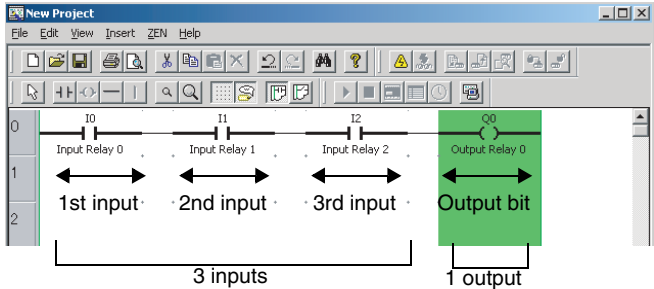 New Project
File Edit View Insert ZEN Help
0 I0 I1 I2 Q0
Input Relay 0 Input Relay 1 Input Relay 2 Output Relay 0
1
1st input 2nd input 3rd input Output bit
2
3 inputs 1 output